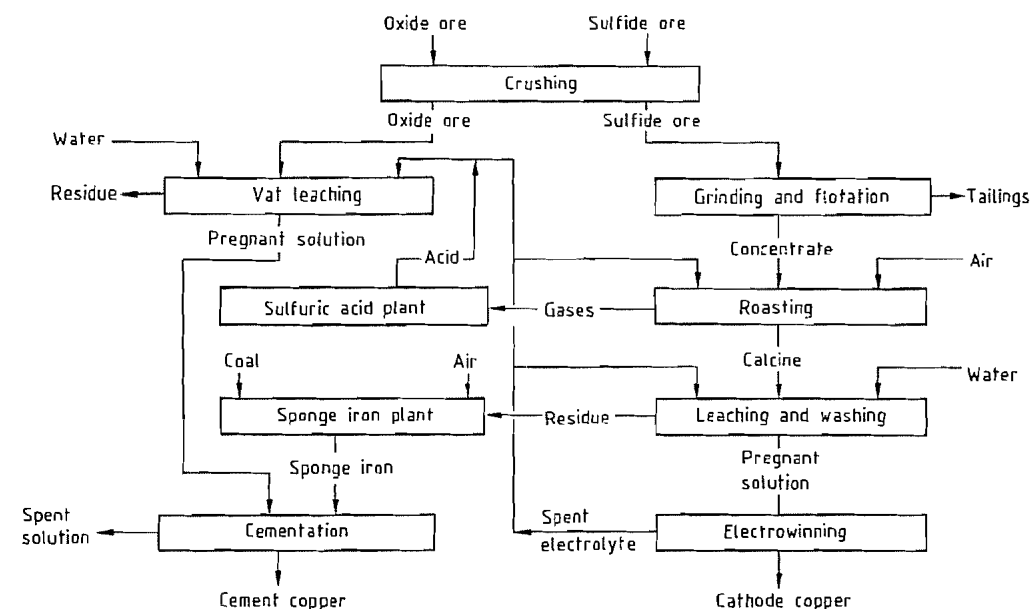 Oxide ore
Sulfide ore
Crushing
Oxide ore
Sulfide ore
Water
Residue
Vat leaching
Grinding and flotation
Tailings
Pregnant solution
Concentrate
Acid
Air
Sulfuric acid plant
Gases
Roasting
Coal
Air
Calcine
Water
Sponge iron plant
Residue
Leaching and washing
Sponge iron
Pregnant
solution
Spent
solution
Cementation
Spent
electrolyte
Electrowinning
Cement copper
Cathode copper